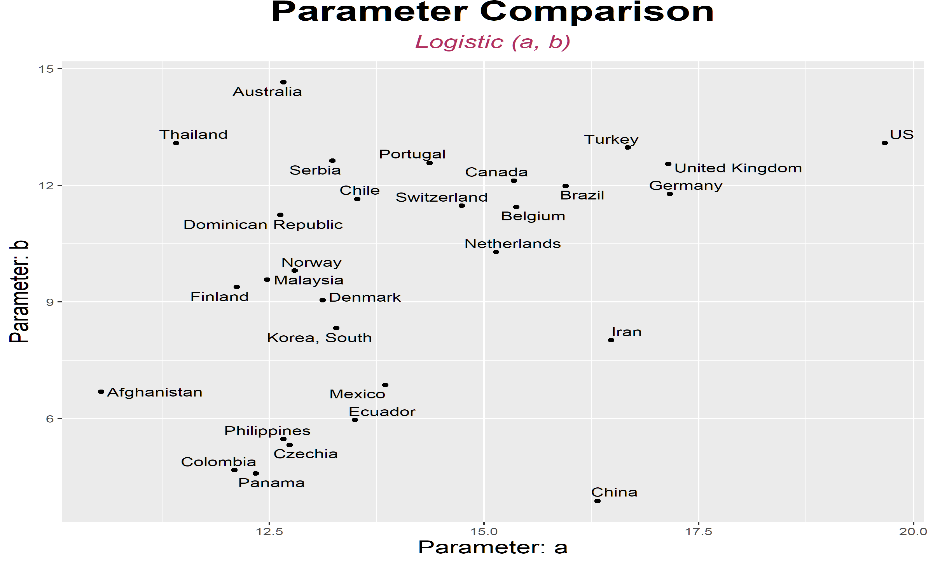 Parameter Comparison
Logistic (a, b)
15
Australia
Thailand
Turkey
US
Portugal
Serbia
Canada
United Kingdom
12
Germany
Chile
Switzerland
Brazil
Belgium
Dominican Republic
Netherlands
Norway
Malaysia
Finland
Denmark
9
Korea, South
Iran
Afghanistan
Mexico
6
Ecuador
Philippines
Czechia
Colombia
Panama
China
Parameter: b
12.5
15.0
17.5
20.0
Parameter: a